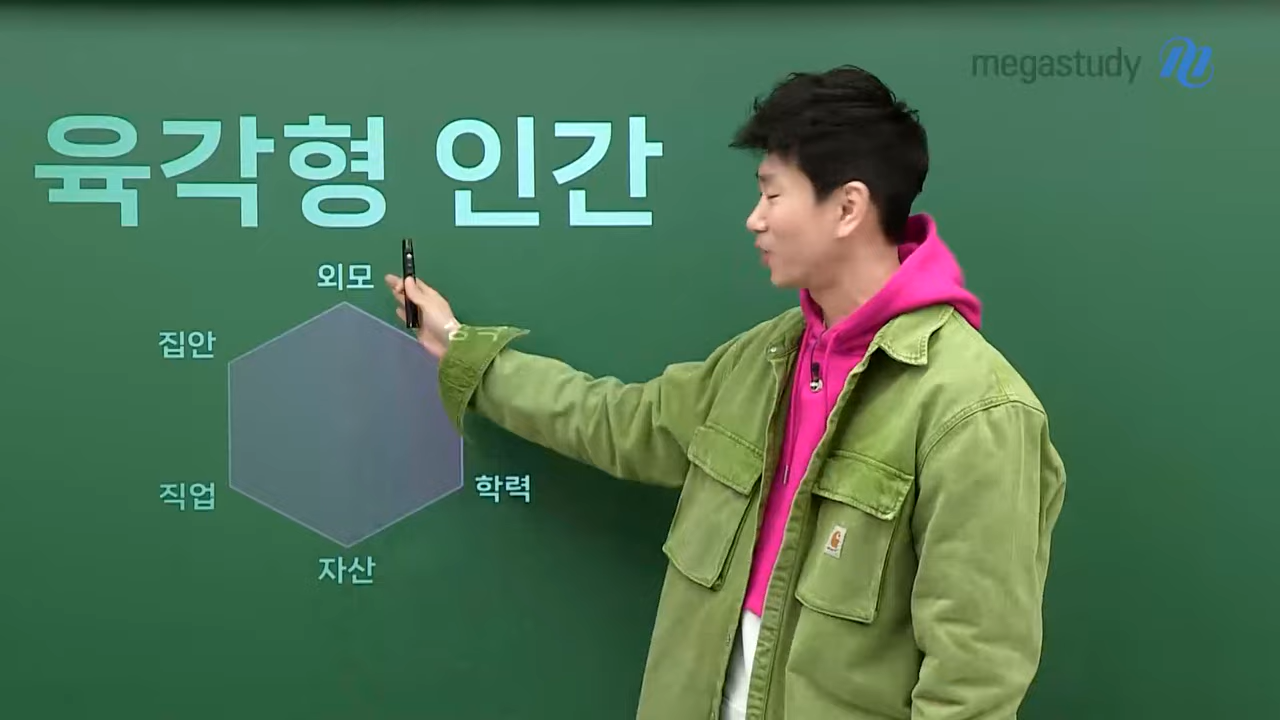 megastudy
육각형 인간
외모
집안
직업
학력
자산